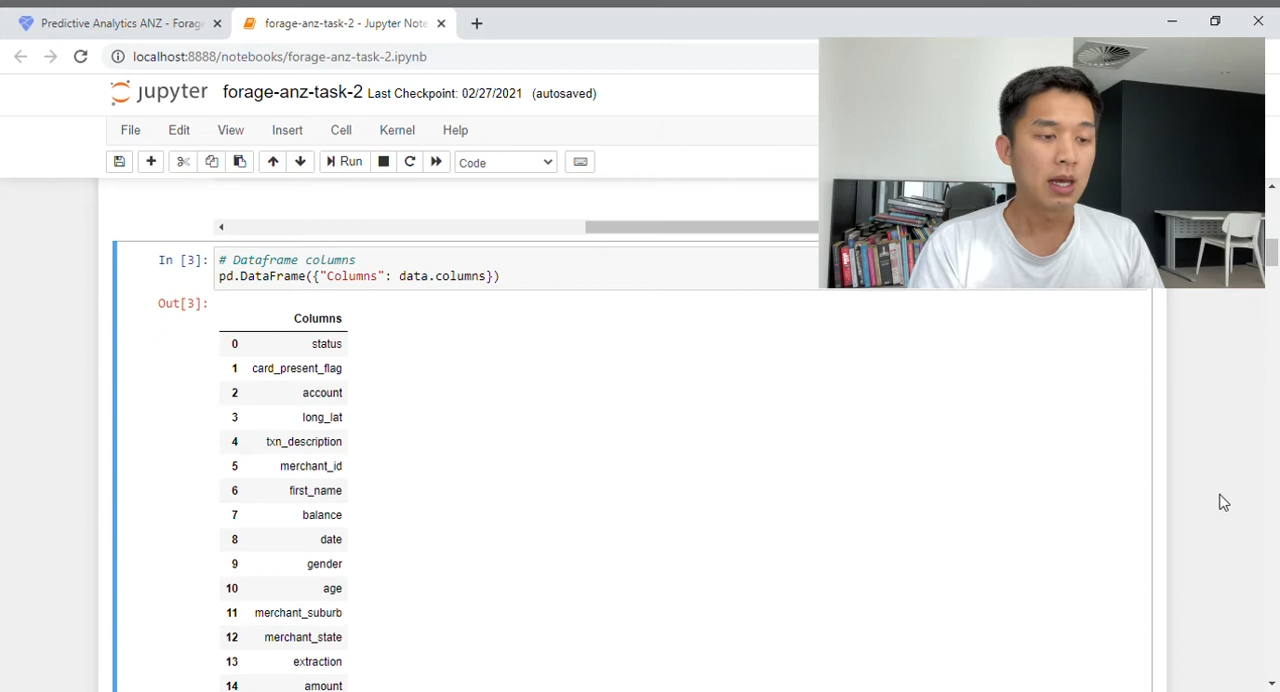 Predictive Analytics ANZ - Forag
forage-anz-task-2 - Jupyter Note
localhost:8888/notebooks/forage-anz-task-2.ipynb
jupyter forage-anz-task-2 Last Checkpoint: 02/27/2021 (autosaved)
File Edit View Insert Cell Kernel Help
Run Code
In [3]: # Dataframe columns
pd.DataFrame({"Columns": data.columns})
Out[3]:
Columns
0 status
1 card_present_flag
2 account
3 long_lat
4 txn_description
5 merchant_id
6 first_name
7 balance
8 date
9 gender
10 age
11 merchant_suburb
12 merchant_state
13 extraction
14 amount